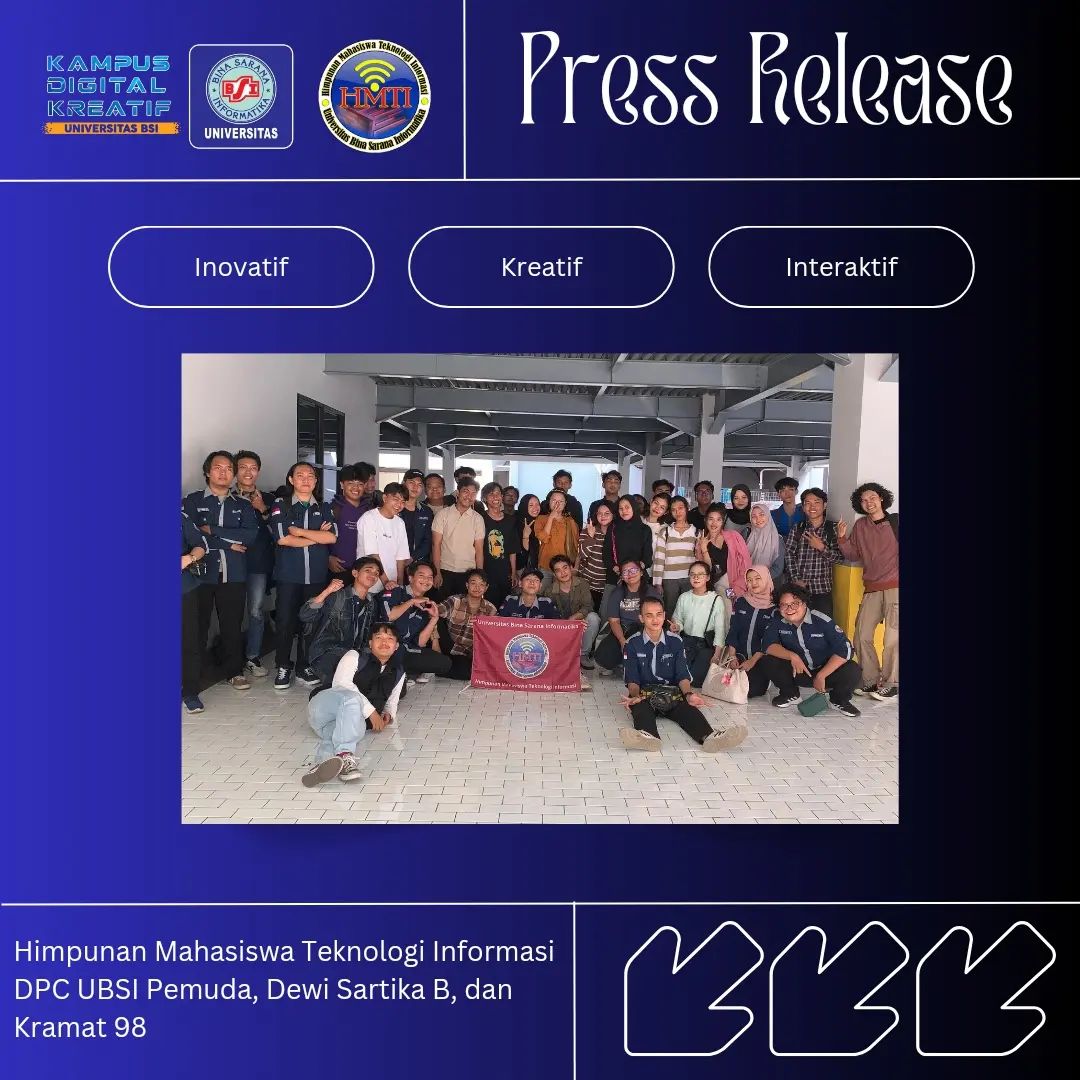 KAMPUS
DIGITAL
KREATIF
UNIVERSITAS BSI
BINA SARANA
BSI
INFORMATIKA
UNIVERSITAS
Himpunan Mahasiswa Teknologi Informasi
HMTI
Universitas Bina Sarana Informatika
Press Release
Inovatif
Kreatif
Interaktif
Universitas Bina Sarana Informatika
HMTI
Himpunan Mahasiswa Teknologi Informasi
Himpunan Mahasiswa Teknologi Informasi
DPC UBSI Pemuda, Dewi Sartika B, dan
Kramat 98